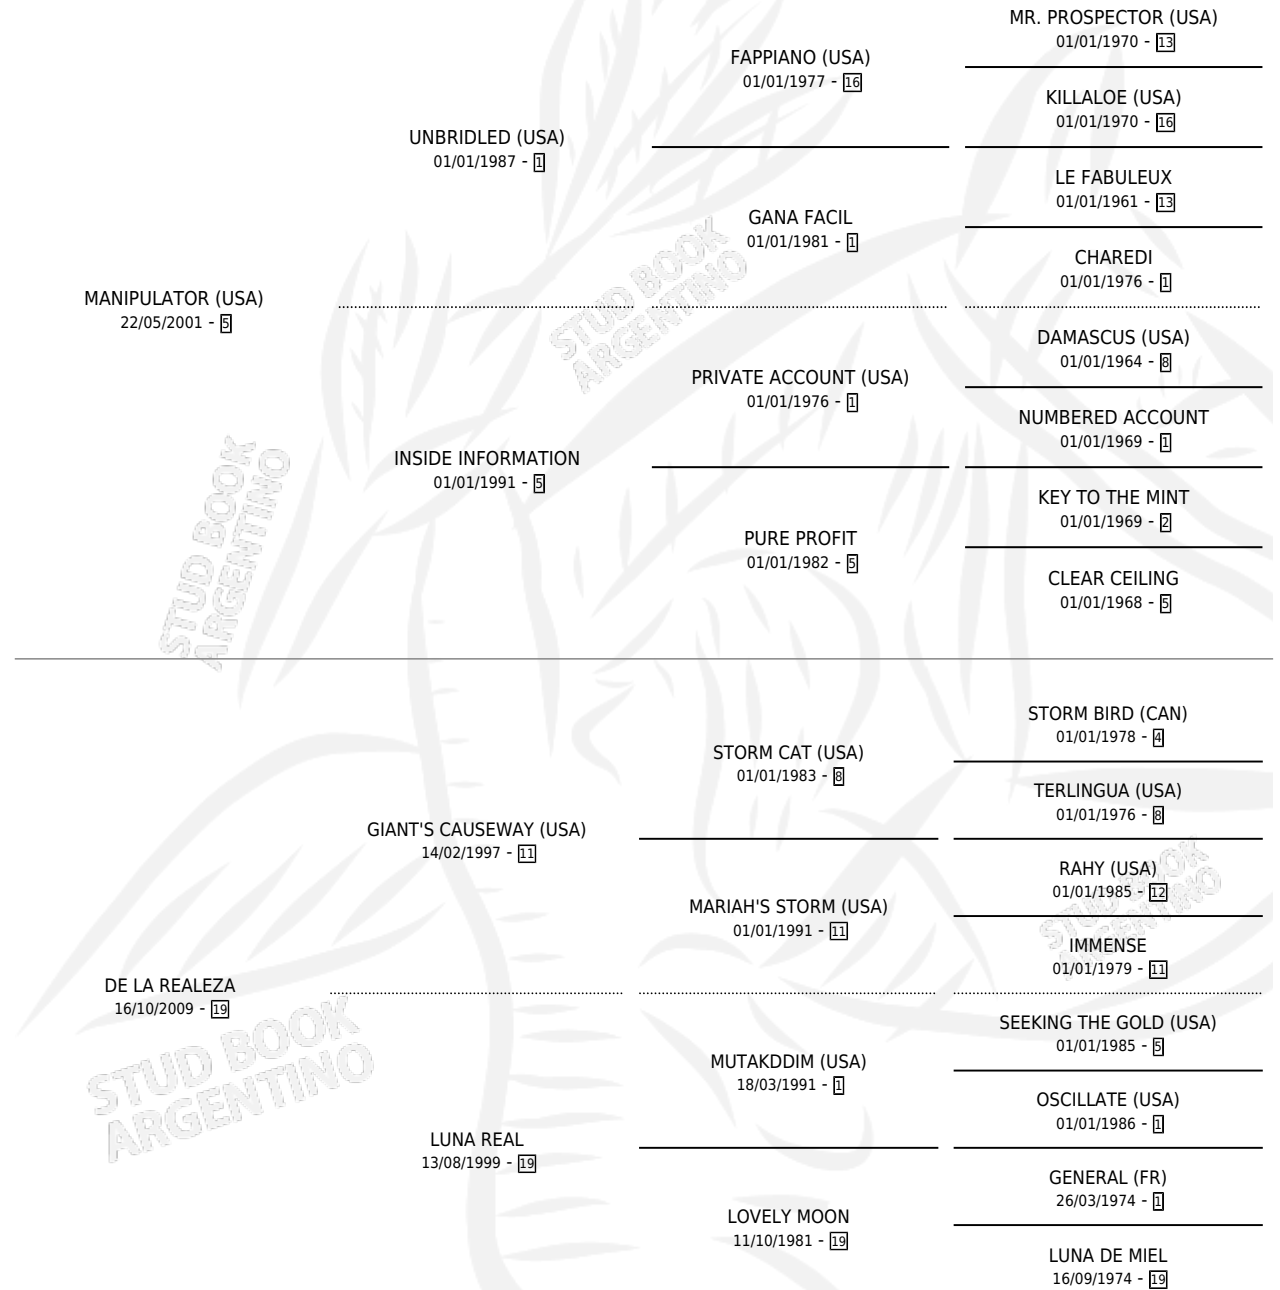 MR. PROSPECTOR (USA)
01/01/1970 - 13
FAPPIANO (USA)
01/01/1977 - 16
KILLALOE (USA)
01/01/1970 - 16
UNBRIDLED (USA)
01/01/1987 - 1
LE FABULEUX
01/01/1961 - 13
GANA FACIL
01/01/1981 - 1
CHAREDI
01/01/1976 - 1
MANIPULATOR (USA)
22/05/2001 - 5
DAMASCUS (USA)
01/01/1964 - 8
PRIVATE ACCOUNT (USA)
01/01/1976 - 1
NUMBERED ACCOUNT
01/01/1969 - 1
INSIDE INFORMATION
01/01/1991 - 5
KEY TO THE MINT
01/01/1969 - 2
PURE PROFIT
01/01/1982 - 5
CLEAR CEILING
01/01/1968 - 5
STORM BIRD (CAN)
01/01/1978 - 4
STORM CAT (USA)
01/01/1983 - 8
TERLINGUA (USA)
01/01/1976 - 8
GIANT'S CAUSEWAY (USA)
14/02/1997 - 11
RAHY (USA)
01/01/1985 - 12
MARIAH'S STORM (USA)
01/01/1991 - 11
IMMENSE
01/01/1979 - 11
DE LA REALEZA
16/10/2009 - 19
SEEKING THE GOLD (USA)
01/01/1985 - 5
MUTAKDDIM (USA)
18/03/1991 - 1
OSCILLATE (USA)
01/01/1986 - 1
LUNA REAL
13/08/1999 - 19
GENERAL (FR)
26/03/1974 - 1
LOVELY MOON
11/10/1981 - 19
LUNA DE MIEL
16/09/1974 - 19
STUD BOOK
ARGENTINO
STUD BOOK
ARGENTINO
STUD BOOK
ARGENTINO
STUD BOOK
ARGENTINO